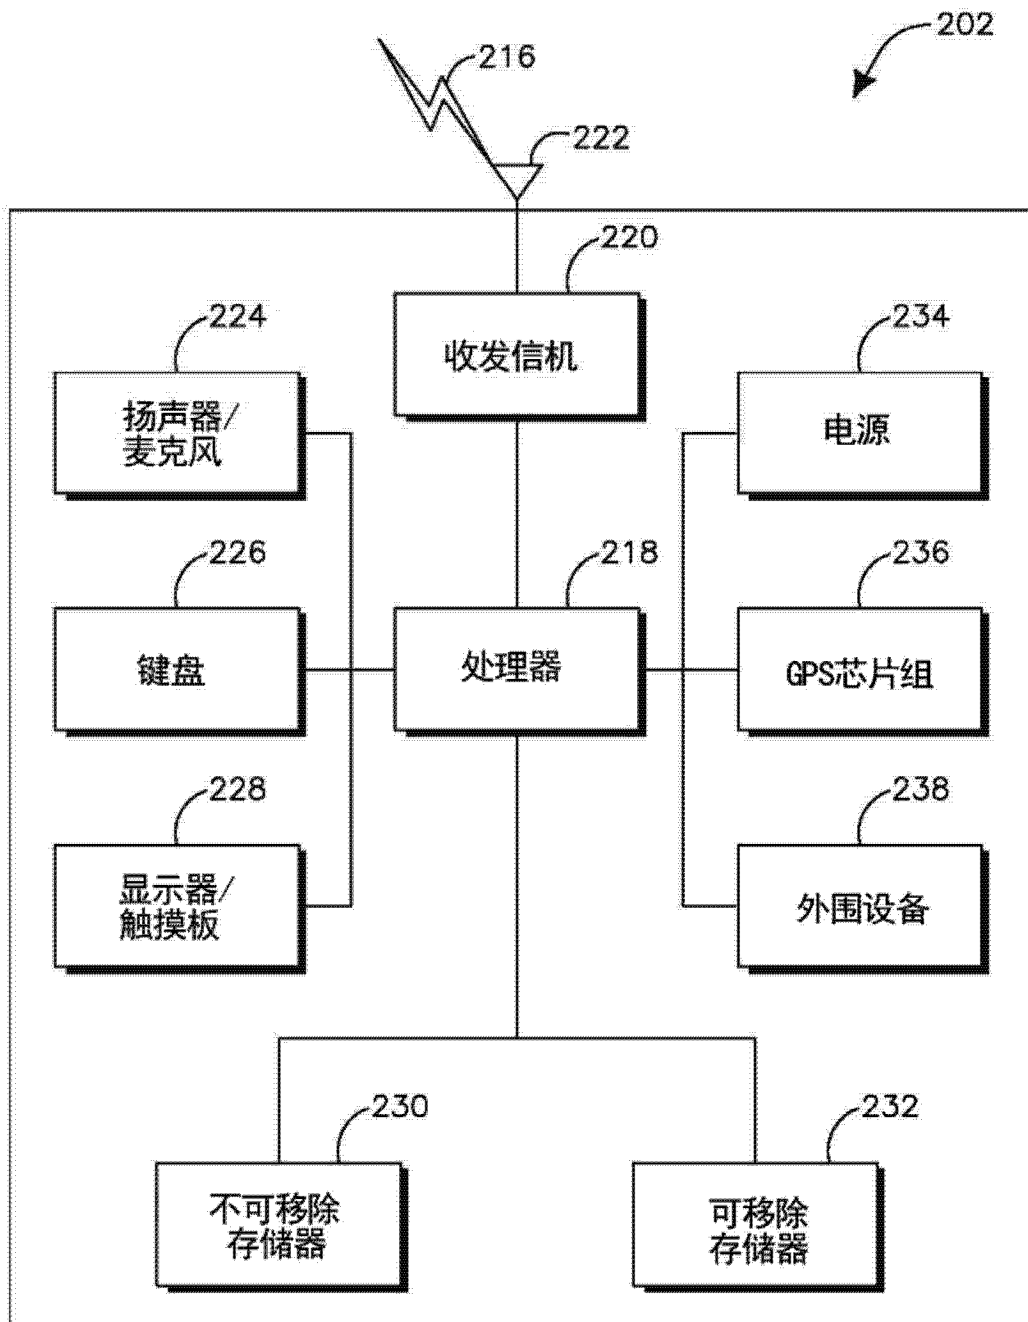 202
216
222
220
收发信机
224
扬声器/
麦克风
234
电源
226
键盘
218
处理器
236
GPS芯片组
228
显示器/
触摸板
238
外围设备
230
不可移除
存储器
232
可移除
存储器